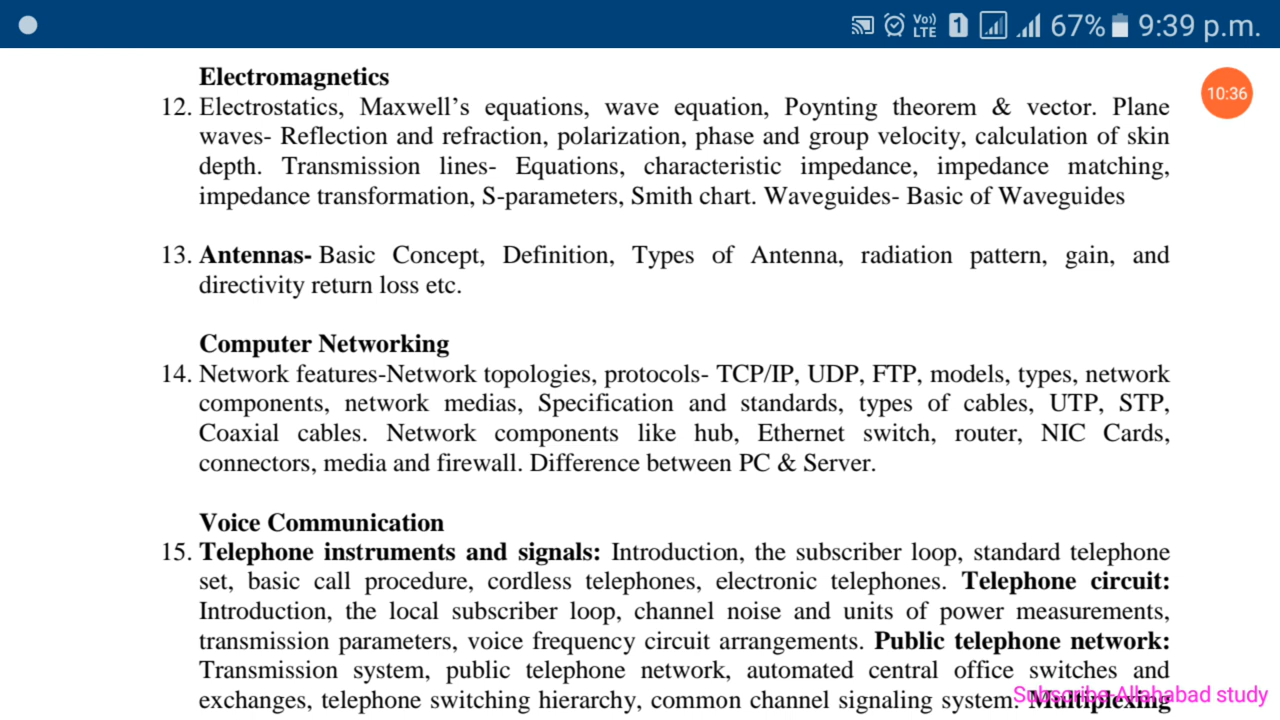 Vo)) LTE 1 67% 9:39 p.m.
Electromagnetics
10:36
12. Electrostatics, Maxwell's equations, wave equation, Poynting theorem & vector. Plane
waves- Reflection and refraction, polarization, phase and group velocity, calculation of skin
depth. Transmission lines- Equations, characteristic impedance, impedance matching,
impedance transformation, S-parameters, Smith chart. Waveguides- Basic of Waveguides
13. Antennas- Basic Concept, Definition, Types of Antenna, radiation pattern, gain, and
directivity return loss etc.
Computer Networking
14. Network features-Network topologies, protocols- TCP/IP, UDP, FTP, models, types, network
components, network medias, Specification and standards, types of cables, UTP, STP,
Coaxial cables. Network components like hub, Ethernet switch, router, NIC Cards,
connectors, media and firewall. Difference between PC & Server.
Voice Communication
15. Telephone instruments and signals: Introduction, the subscriber loop, standard telephone
set, basic call procedure, cordless telephones, electronic telephones. Telephone circuit:
Introduction, the local subscriber loop, channel noise and units of power measurements,
transmission parameters, voice frequency circuit arrangements. Public telephone network:
Transmission system, public telephone network, automated central office switches and
exchanges, telephone switching hierarchy, common channel signaling system. Multiplexing
Subscribe-Allahabad study